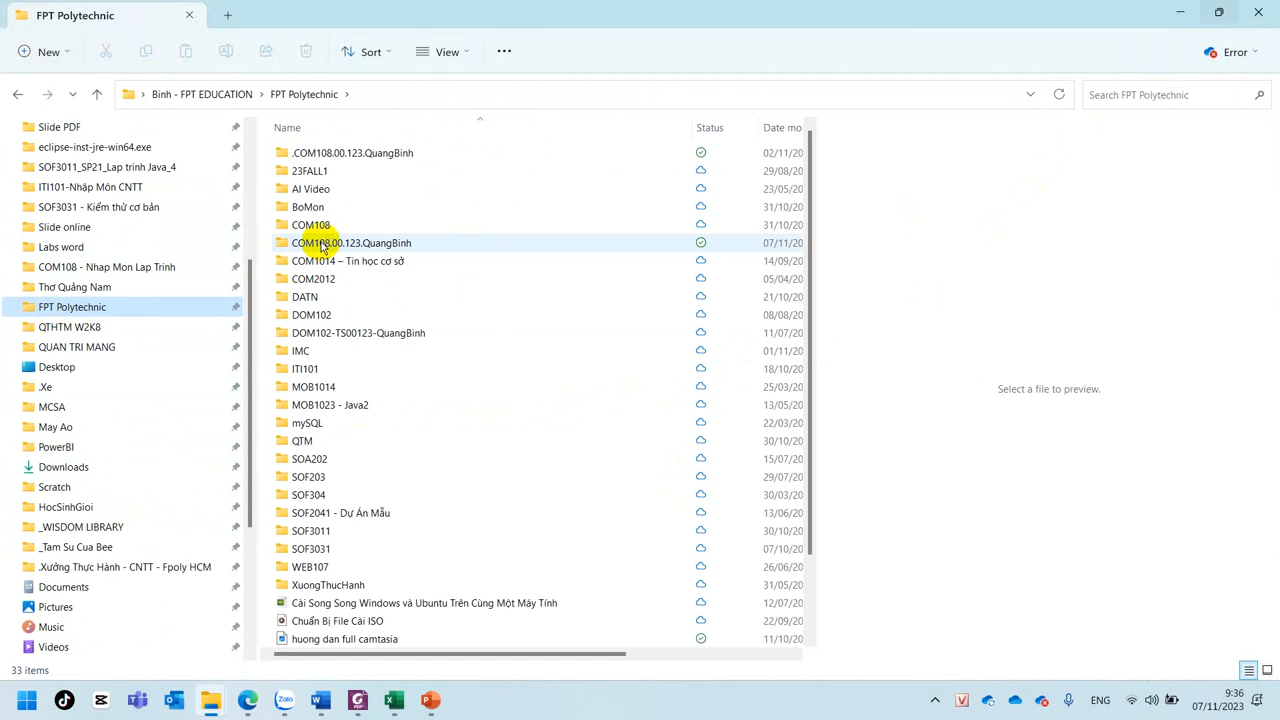 FPT Polytechnic
New
Sort
View
Error
Binh - FPT EDUCATION > FPT Polytechnic >
Search FPT Polytechnic
Slide PDF
eclipse-inst-jre-win64.exe
SOF3011_SP21_Lap trinh Java_4
ITI101-Nhập Môn CNTT
SOF3031 - Kiểm thử cơ bản
Slide online
Labs word
COM108 - Nhap Mon Lap Trinh
Thơ Quảng Nam
FPT Polytechnic
QTHTM W2K8
QUAN TRI MANG
Desktop
.Xe
MCSA
May Ao
PowerBI
Downloads
Scratch
HocSinhGioi
_WISDOM LIBRARY
_Tam Su Cua Bee
.Xưởng Thực Hành - CNTT - Fpoly HCM
Documents
Pictures
Music
Videos
Name Status Date mo
.COM108.00.123.QuangBinh 02/11/20
23FALL1 29/08/20
AI Video 23/05/20
BoMon 31/10/20
COM108 31/10/20
COM108.00.123.QuangBinh 07/11/20
COM1014 – Tin học cơ sở 14/09/20
COM2012 05/04/20
DATN 21/10/20
DOM102 08/08/20
DOM102-TS00123-QuangBinh 11/07/20
IMC 01/11/20
ITI101 18/10/20
MOB1014 25/03/20
MOB1023 - Java2 13/05/20
mySQL 22/03/20
QTM 30/10/20
SOA202 15/07/20
SOF203 29/07/20
SOF304 30/03/20
SOF2041 - Dự Án Mẫu 13/06/20
SOF3011 30/10/20
SOF3031 07/10/20
WEB107 26/06/20
XuongThucHanh 31/05/20
Cài Song Song Windows và Ubuntu Trên Cùng Một Máy Tính 12/07/20
Chuẩn Bị File Cài ISO 22/09/20
huong dan full camtasia 11/10/20
Select a file to preview.
33 items
Zalo
ENG
9:36
07/11/2023